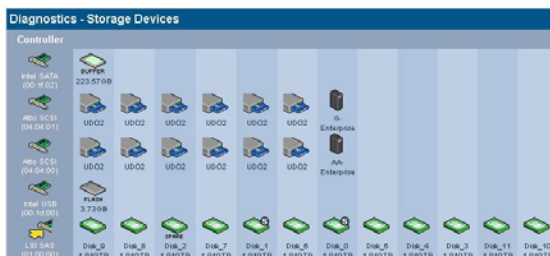 Diagnostics - Storage Devices
Controller
Intel SATA
(00:1f:02)
BUFFER
223.57GB
Atto SCSI
(04:04:01)
UDO2 UDO2 UDO2 UDO2 UDO2 UDO2
G-
Enterprise
Atto SCSI
(04:04:00)
UDO2 UDO2 UDO2 UDO2 UDO2 UDO2
AA-
Enterprise
Intel USB
(00:1d:00)
FLASH
3.73GB
SPARE
LSI SAS Disk_9 Disk_8 Disk_2 Disk_7 Disk_1 Disk_6 Disk_0 Disk_5 Disk_4 Disk_3 Disk_11 Disk_10
(01:00:00)